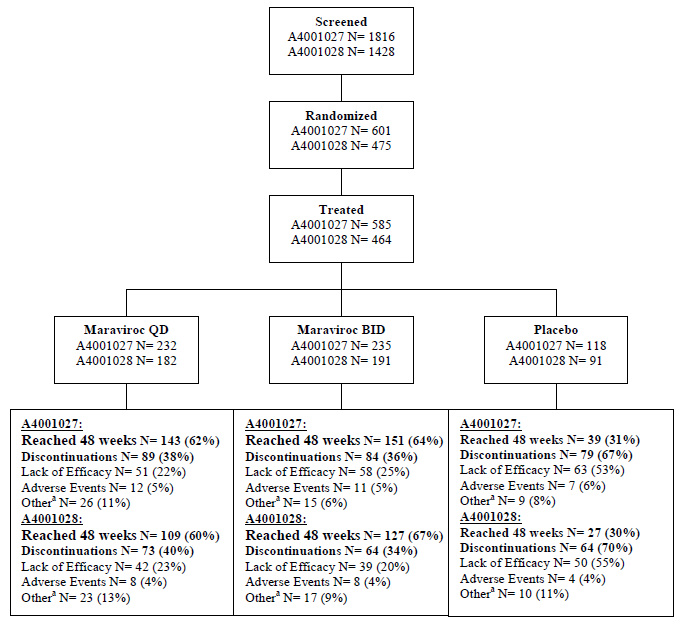 Screened
A4001027 N= 1816
A4001028 N= 1428
Randomized
A4001027 N= 601
A4001028 N= 475
Treated
A4001027 N= 585
A4001028 N= 464
Maraviroc QD
A4001027 N= 232
A4001028 N= 182
Maraviroc BID
A4001027 N= 235
A4001028 N= 191
Placebo
A4001027 N= 118
A4001028 N= 91
A4001027:
Reached 48 weeks N= 143 (62%)
Discontinuations N= 89 (38%)
Lack of Efficacy N= 51 (22%)
Adverse Events N= 12 (5%)
Otherᵃ N= 26 (11%)
A4001028:
Reached 48 weeks N= 109 (60%)
Discontinuations N= 73 (40%)
Lack of Efficacy N= 42 (23%)
Adverse Events N= 8 (4%)
Otherᵃ N= 23 (13%)
A4001027:
Reached 48 weeks N= 151 (64%)
Discontinuations N= 84 (36%)
Lack of Efficacy N= 58 (25%)
Adverse Events N= 11 (5%)
Otherᵃ N= 15 (6%)
A4001028:
Reached 48 weeks N= 127 (67%)
Discontinuations N= 64 (34%)
Lack of Efficacy N= 39 (20%)
Adverse Events N= 8 (4%)
Otherᵃ N= 17 (9%)
A4001027:
Reached 48 weeks N= 39 (31%)
Discontinuations N= 79 (67%)
Lack of Efficacy N= 63 (53%)
Adverse Events N= 7 (6%)
Otherᵃ N= 9 (8%)
A4001028:
Reached 48 weeks N= 27 (30%)
Discontinuations N= 64 (70%)
Lack of Efficacy N= 50 (55%)
Adverse Events N= 4 (4%)
Otherᵃ N= 10 (11%)